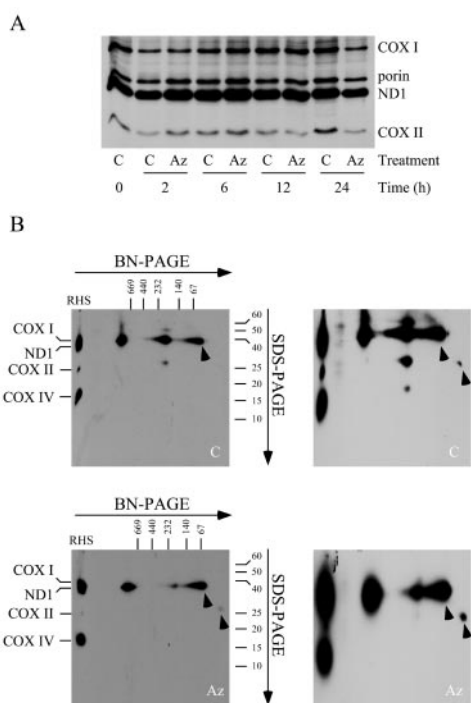 A
COX I
porin
ND1
COX II
C C Az C Az C Az C Az Treatment
0 2 6 12 24 Time (h)
B
BN-PAGE
RHS 669 440 232 140 67
COX I
ND1
COX II
COX IV
60
50
40
25
20
15
10
SDS-PAGE
C
C
BN-PAGE
RHS 669 440 232 140 67
COX I
ND1
COX II
COX IV
60
50
40
25
20
15
10
SDS-PAGE
Az
Az